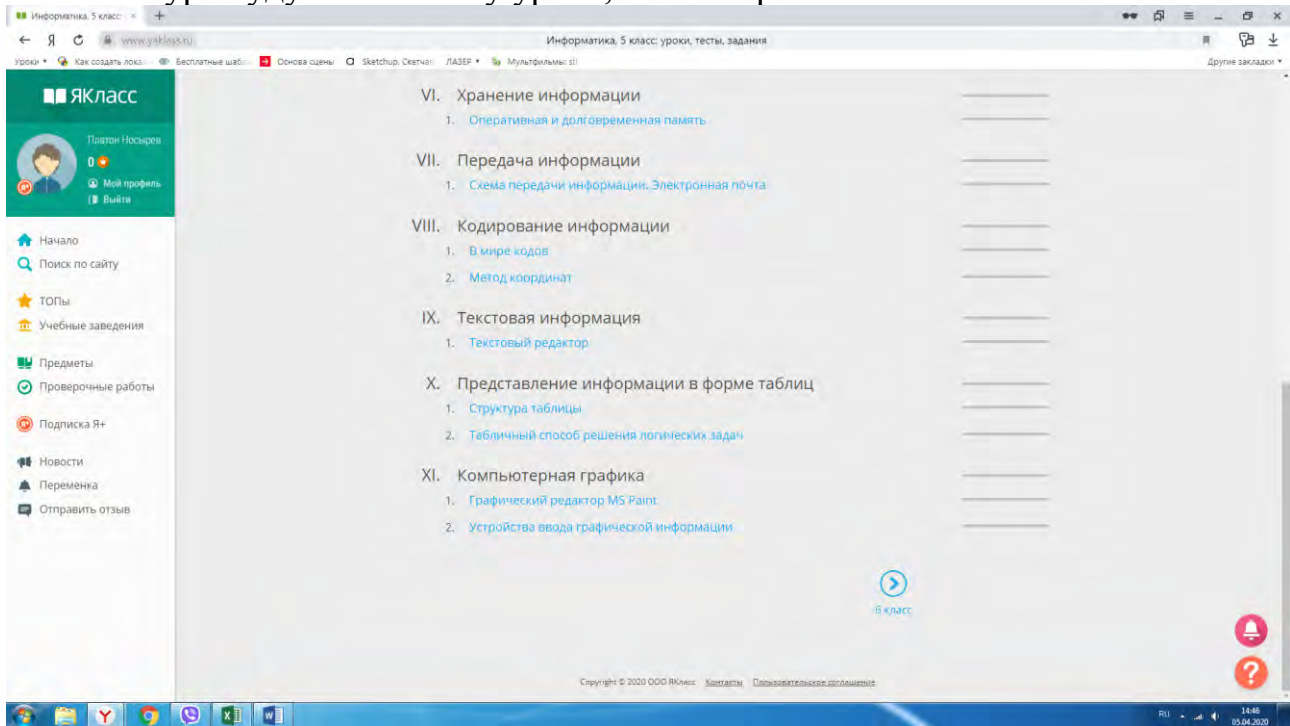 Информатика. 5 класс
www.yaklass.ru
Информатика, 5 класс: уроки, тесты, задания
Уроки
Как создать лока
Бесплатные шаб
Основа сцены
Sketchup. Скетчап
ЛАЗЕР
Мультфильмы: stl
Другие закладки
ЯКласс
Платон Носырев
0
Мой профиль
Выйти
Начало
Поиск по сайту
ТОПы
Учебные заведения
Предметы
Проверочные работы
Подписка Я+
Новости
Переменка
Отправить отзыв
VI. Хранение информации
1. Оперативная и долговременная память
VII. Передача информации
1. Схема передачи информации. Электронная почта
VIII. Кодирование информации
1. В мире кодов
2. Метод координат
IX. Текстовая информация
1. Текстовый редактор
X. Представление информации в форме таблиц
1. Структура таблицы
2. Табличный способ решения логических задач
XI. Компьютерная графика
1. Графический редактор MS Paint
2. Устройства ввода графической информации
6 класс
Copyright © 2020 ООО ЯКласс Контакты Пользовательское соглашение
RU
14:46
05.04.2020